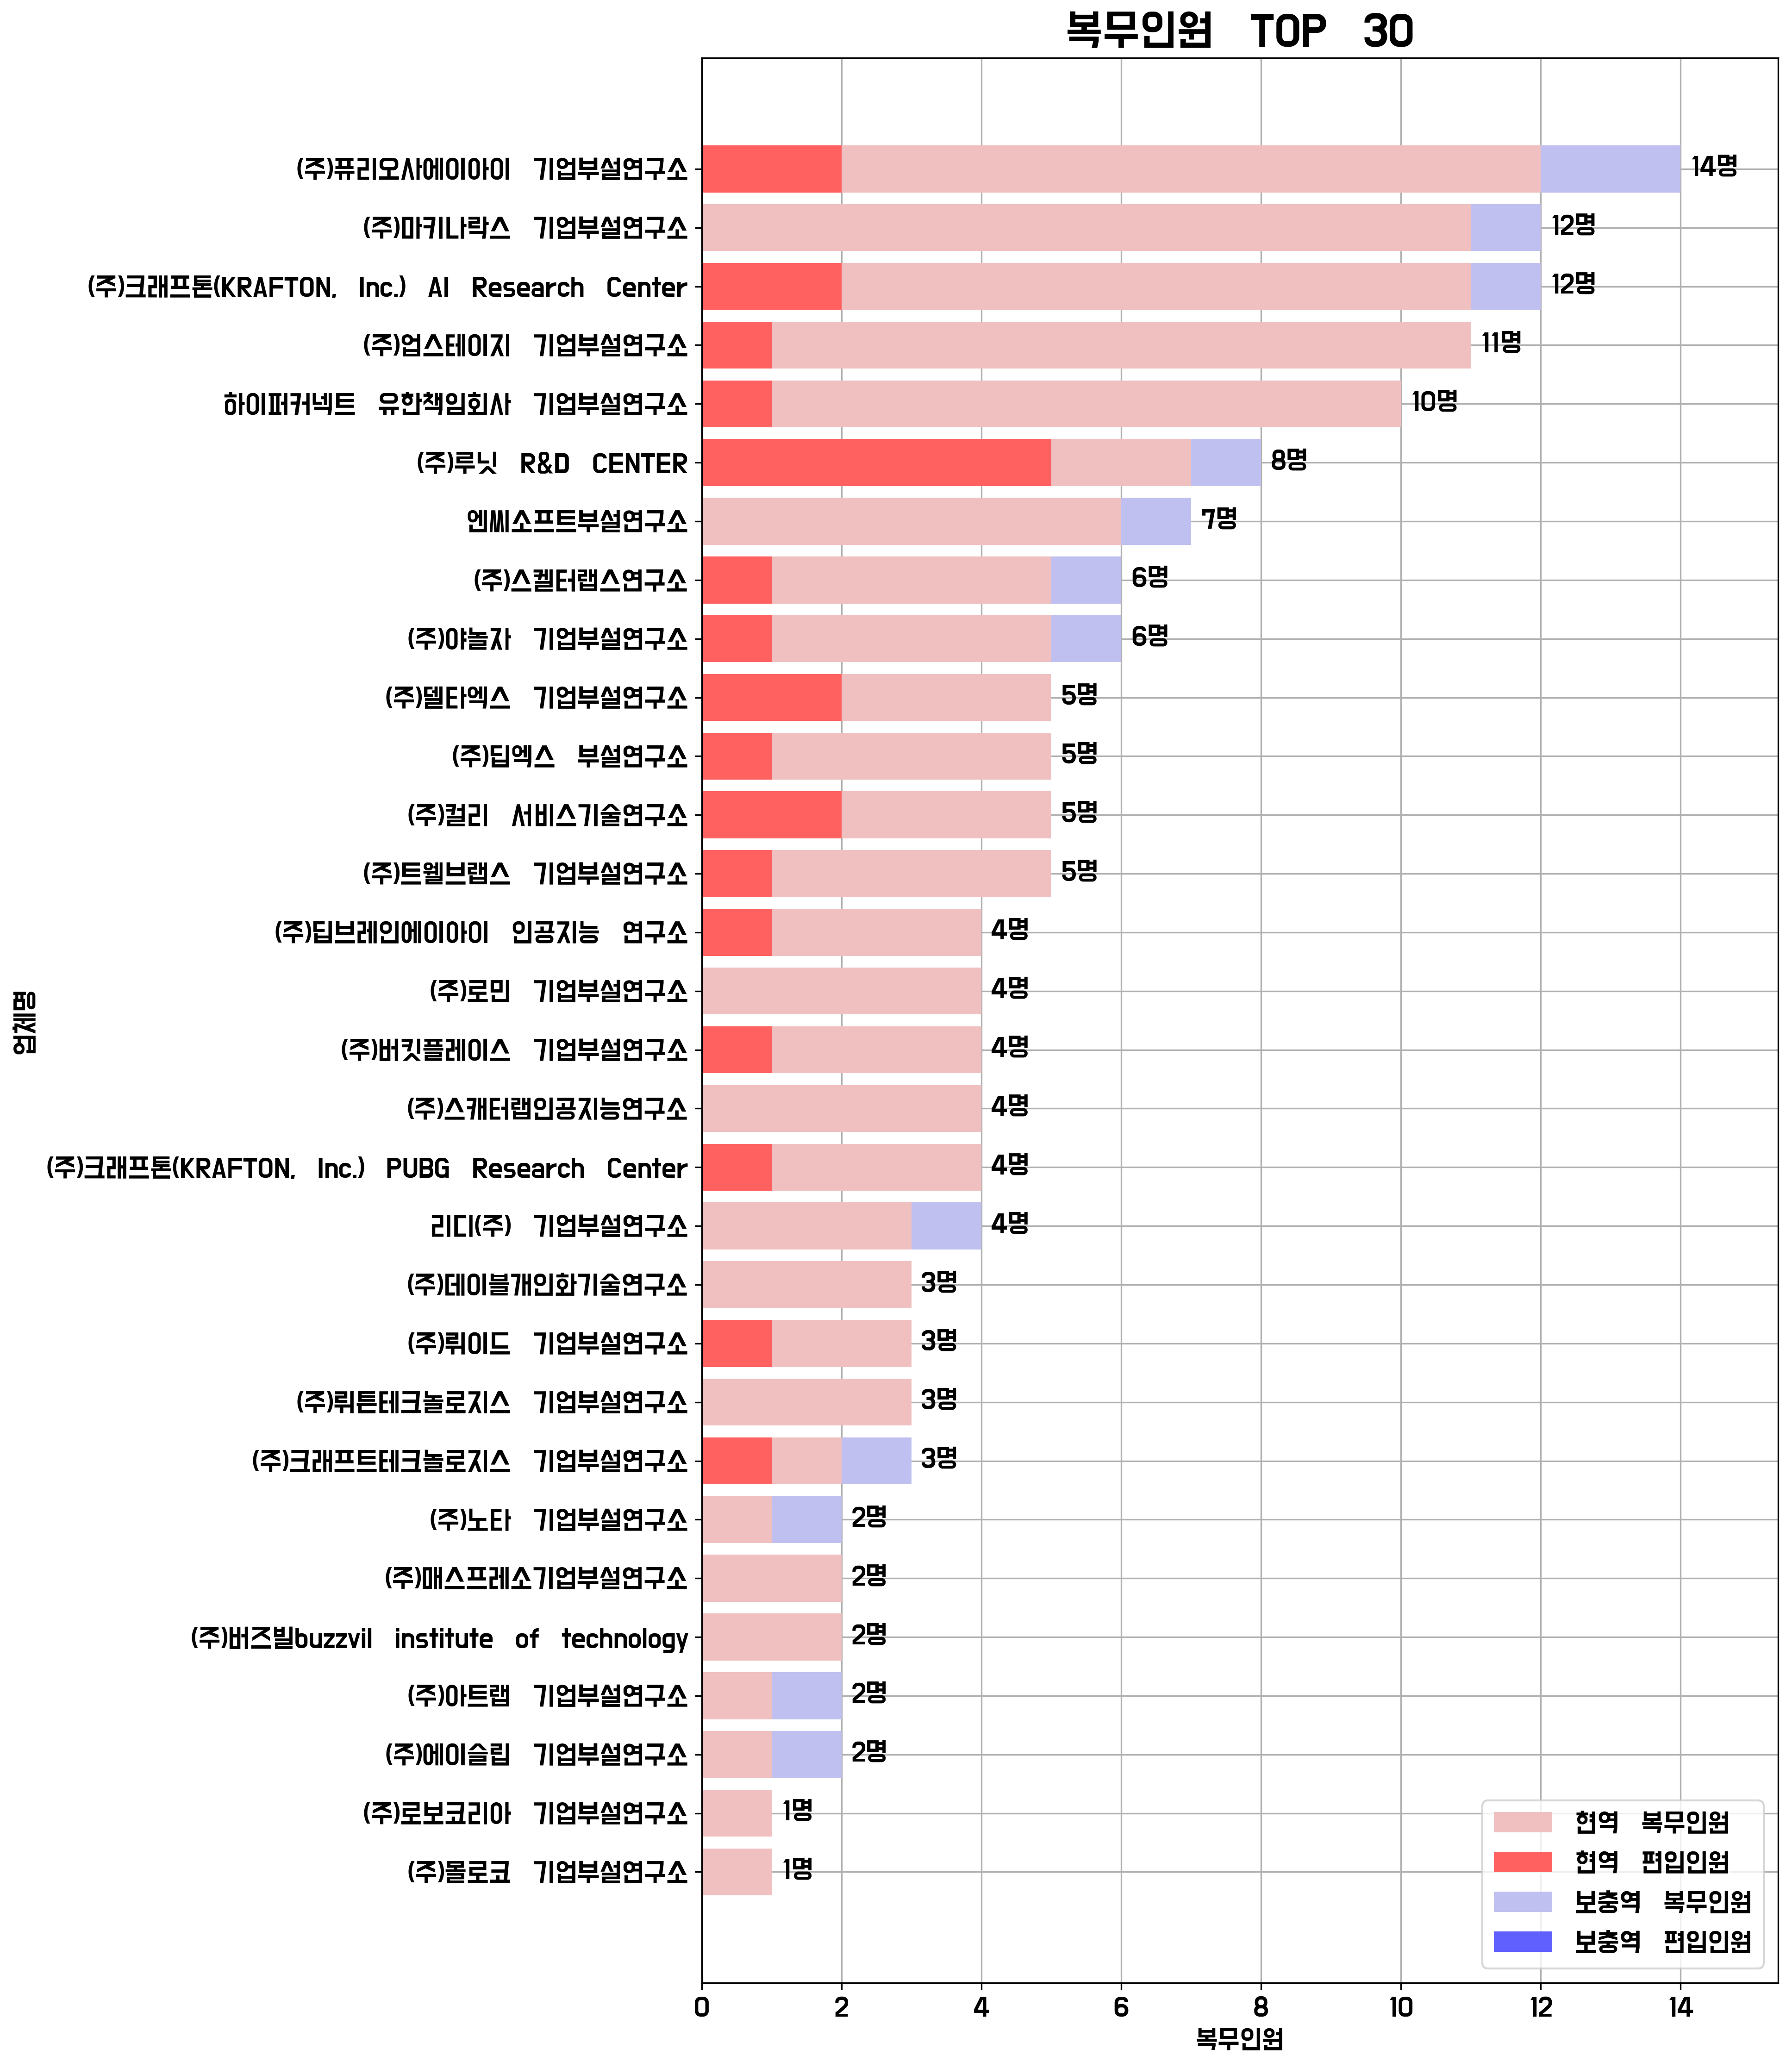 복무인원 TOP 30
(주)퓨리오사에이아이 기업부설연구소 14명
(주)마키나락스 기업부설연구소 12명
(주)크래프톤(KRAFTON, Inc.) AI Research Center 12명
(주)업스테이지 기업부설연구소 11명
하이퍼커넥트 유한책임회사 기업부설연구소 10명
(주)루닛 R&D CENTER 8명
엔씨소프트부설연구소 7명
(주)스켈터랩스연구소 6명
(주)야놀자 기업부설연구소 6명
(주)델타엑스 기업부설연구소 5명
(주)딥엑스 부설연구소 5명
(주)컬리 서비스기술연구소 5명
(주)트웰브랩스 기업부설연구소 5명
(주)딥브레인에이아이 인공지능 연구소 4명
(주)로민 기업부설연구소 4명
(주)버킷플레이스 기업부설연구소 4명
(주)스캐터랩인공지능연구소 4명
(주)크래프톤(KRAFTON, Inc.) PUBG Research Center 4명
리디(주) 기업부설연구소 4명
(주)데이블개인화기술연구소 3명
(주)뤼이드 기업부설연구소 3명
(주)뤼튼테크놀로지스 기업부설연구소 3명
(주)크래프트테크놀로지스 기업부설연구소 3명
(주)노타 기업부설연구소 2명
(주)매스프레소기업부설연구소 2명
(주)버즈빌buzzvil institute of technology 2명
(주)아트랩 기업부설연구소 2명
(주)에이슬립 기업부설연구소 2명
(주)로보코리아 기업부설연구소 1명
(주)몰로코 기업부설연구소 1명
업체명
현역 복무인원
현역 편입인원
보충역 복무인원
보충역 편입인원
0 2 4 6 8 10 12 14
복무인원